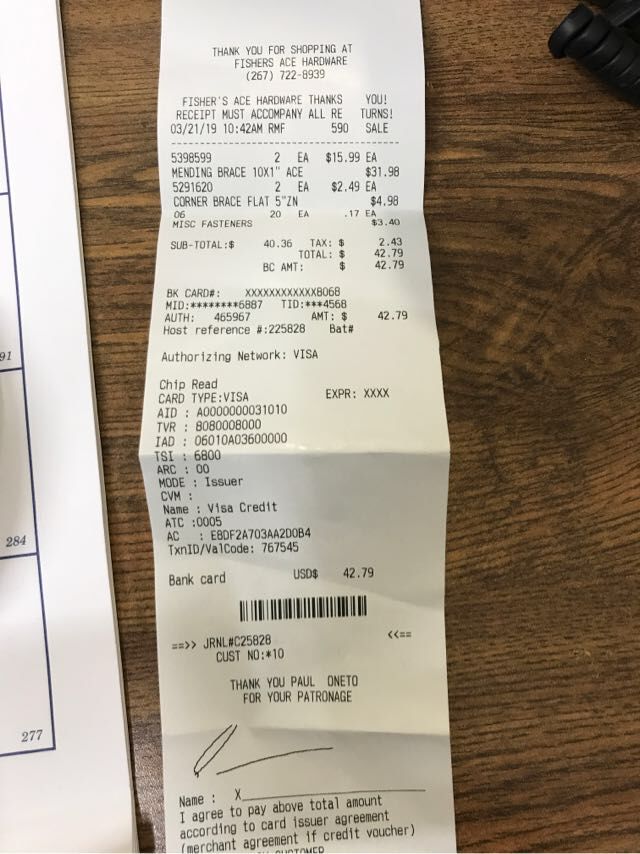 THANK YOU FOR SHOPPING AT
FISHERS ACE HARDWARE
(267) 722-8939
FISHER'S ACE HARDWARE THANKS YOU!
RECEIPT MUST ACCOMPANY ALL RE TURNS!
03/21/19 10:42AM RMF 590 SALE
5398599 2 EA $15.99 EA
MENDING BRACE 10X1" ACE $31.98
5291620 2 EA $2.49 EA
CORNER BRACE FLAT 5"ZN $4.98
06 20 EA .17 EA
MISC FASTENERS $3.40
SUB-TOTAL:$ 40.36 TAX: $ 2.43
TOTAL: $ 42.79
BC AMT: $ 42.79
BK CARD#: XXXXXXXXXXXX8068
MID:********6887 TID:***4568
AUTH: 465967 AMT: $ 42.79
Host reference #:225828 Bat#
Authorizing Network: VISA
Chip Read
CARD TYPE:VISA EXPR: XXXX
AID : A0000000031010
TVR : 8080008000
IAD : 06010A03600000
TSI : 6800
ARC : 00
MODE : Issuer
CVM :
Name : Visa Credit
ATC :0005
AC : E8DF2A703AA2D0B4
TxnID/ValCode: 767545
Bank card USD$ 42.79
==>> JRNL#C25828 <<==
CUST NO:*10
THANK YOU PAUL ONETO
FOR YOUR PATRONAGE
Name : X
I agree to pay above total amount
according to card issuer agreement
(merchant agreement if credit voucher)
CUSTOMER
91
284
277